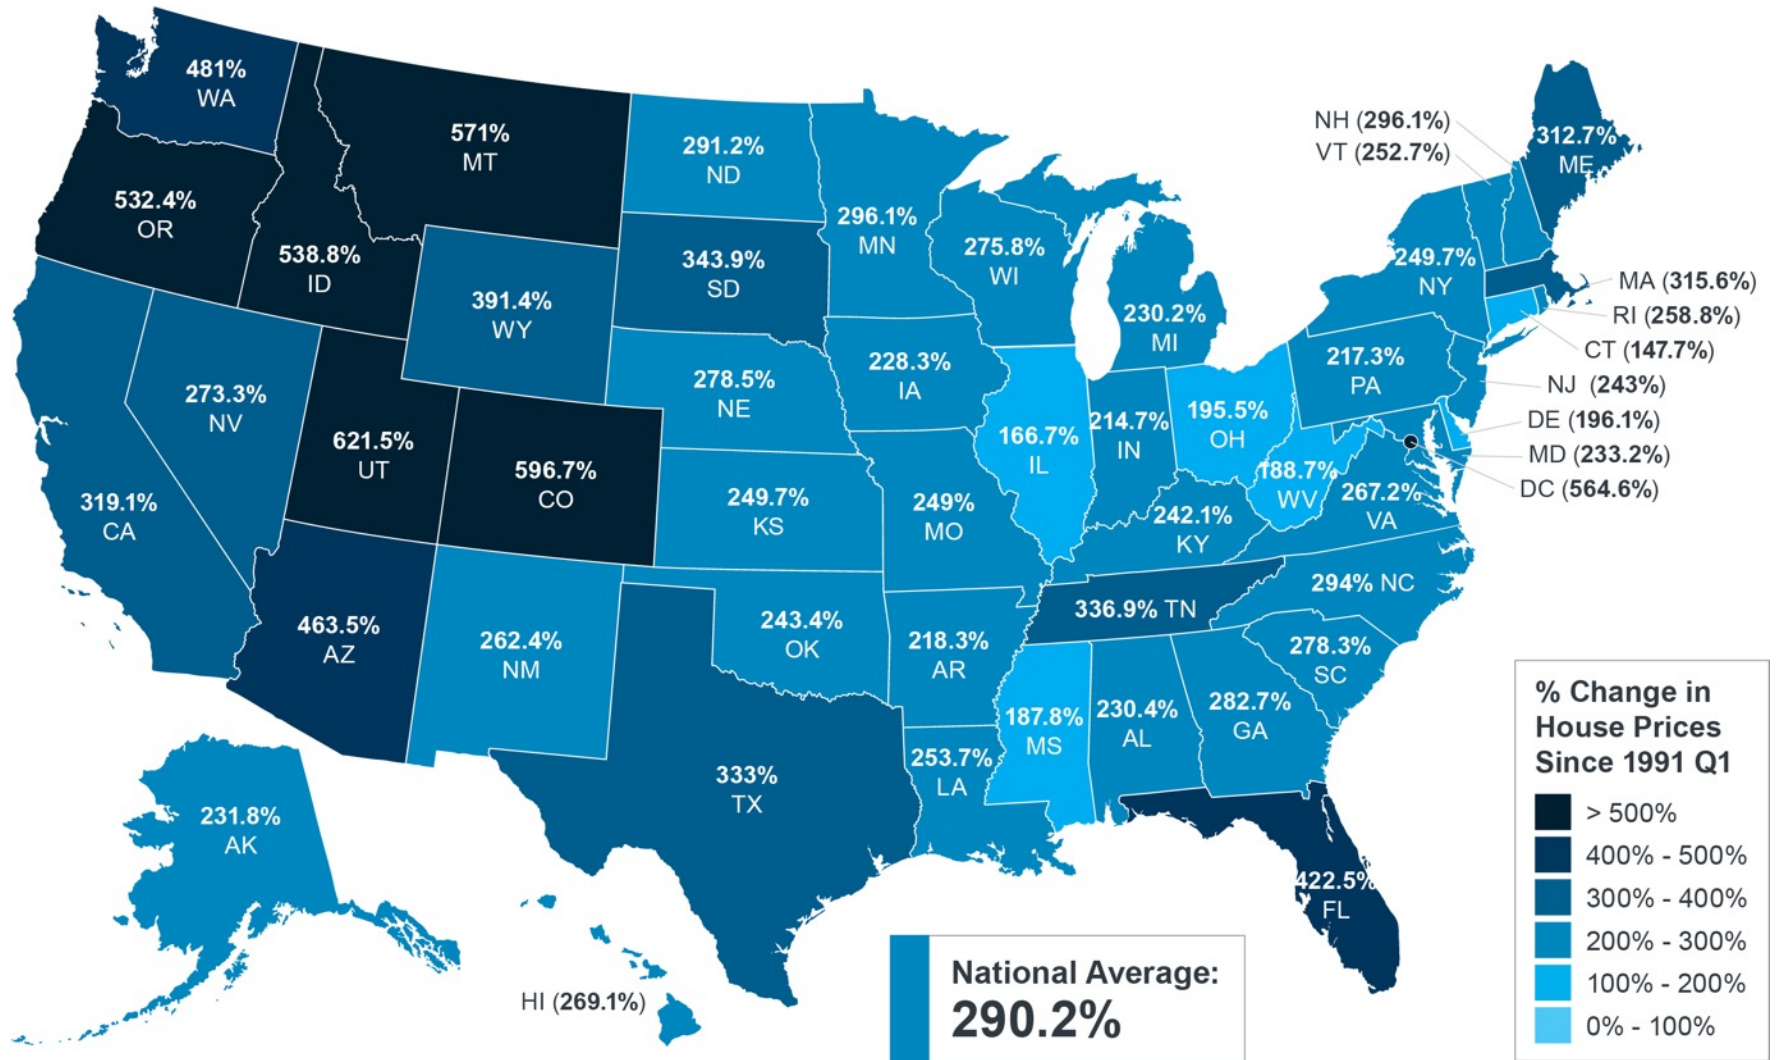 481%
WA
571%
MT
291.2%
ND
532.4%
OR
538.8%
ID
391.4%
WY
343.9%
SD
296.1%
MN
275.8%
WI
230.2%
MI
NH (296.1%)
VT (252.7%)
312.7%
ME
249.7%
NY
MA (315.6%)
RI (258.8%)
CT (147.7%)
NJ (243%)
DE (196.1%)
MD (233.2%)
DC (564.6%)
273.3%
NV
319.1%
CA
621.5%
UT
596.7%
CO
278.5%
NE
228.3%
IA
249.7%
KS
249%
MO
166.7%
IL
214.7%
IN
195.5%
OH
217.3%
PA
188.7%
WV
267.2%
VA
242.1%
KY
294% NC
336.9% TN
278.3%
SC
463.5%
AZ
262.4%
NM
243.4%
OK
218.3%
AR
187.8%
MS
230.4%
AL
282.7%
GA
333%
TX
253.7%
LA
422.5%
FL
231.8%
AK
HI (269.1%)
National Average:
290.2%
% Change in
House Prices
Since 1991 Q1
> 500%
400% - 500%
300% - 400%
200% - 300%
100% - 200%
0% - 100%